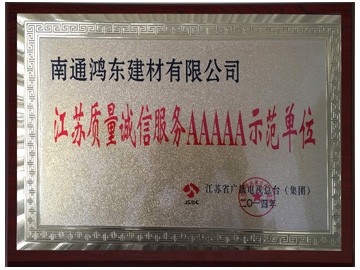 南通鸿东建材有限公司
江苏质量诚信服务AAAAA示范单位
JSBC
江苏省广播电视总台（集团）
二〇一四年